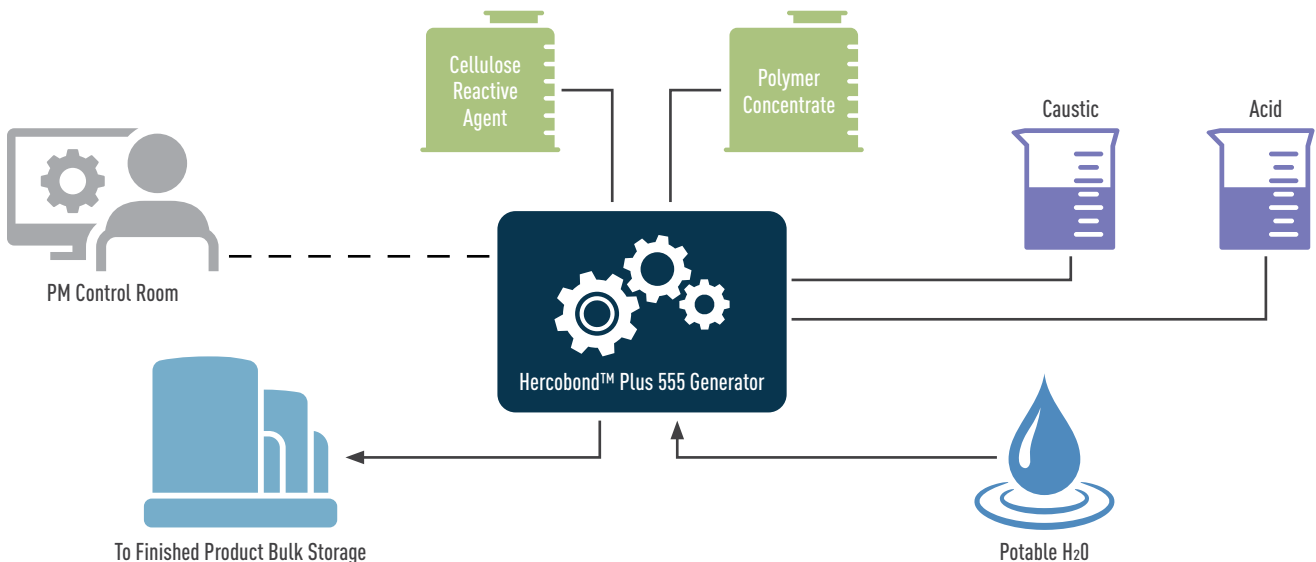 Cellulose
Reactive
Agent
Polymer
Concentrate
Caustic
Acid
PM Control Room
Hercobond™ Plus 555 Generator
To Finished Product Bulk Storage
Potable H₂0